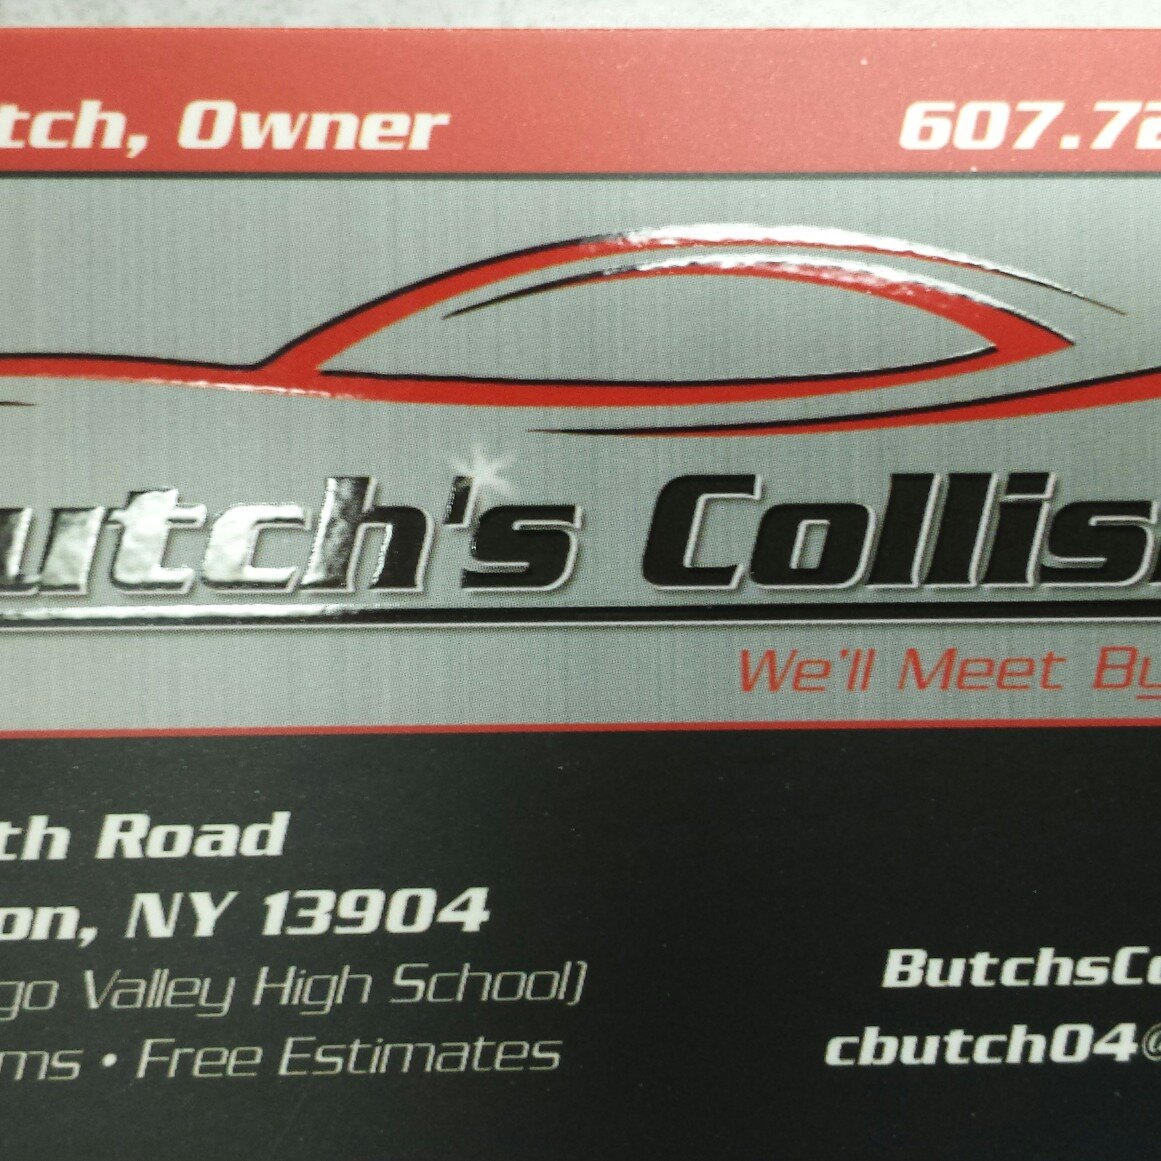 tch, Owner 607.72
utch's Collis
We'll Meet By
th Road
on, NY 13904
go Valley High School)
ButchsCo
ms • Free Estimates
cbutch04@